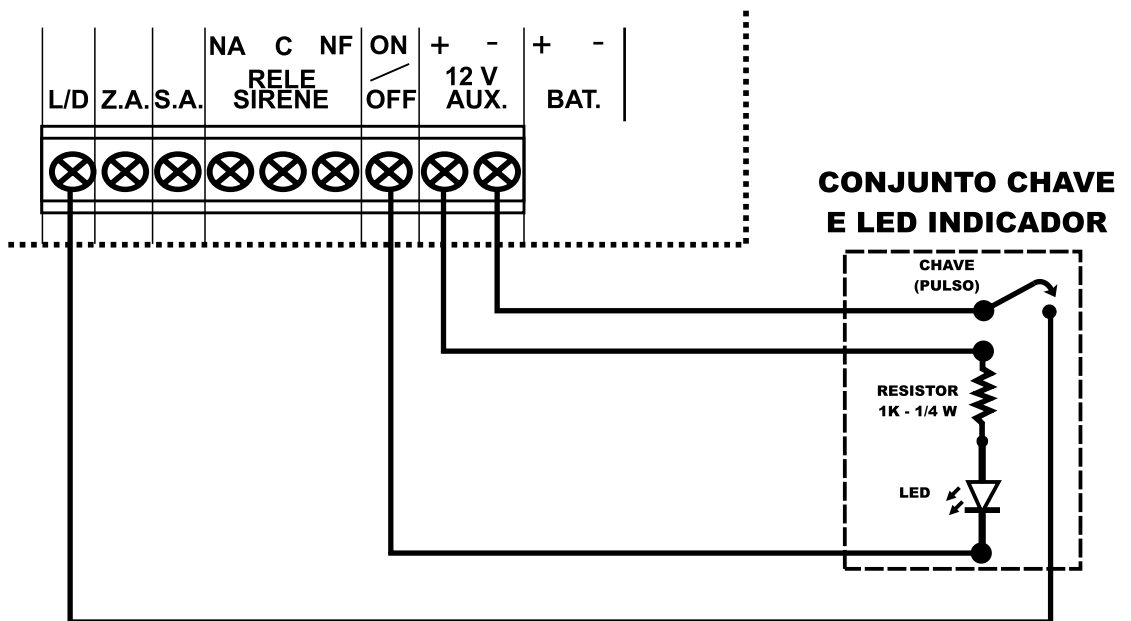 NA C NF ON + - + -
RELE 12 V
L/D Z.A. S.A. SIRENE OFF AUX. BAT.
CONJUNTO CHAVE
E LED INDICADOR
CHAVE
(PULSO)
RESISTOR
1K - 1/4 W
LED